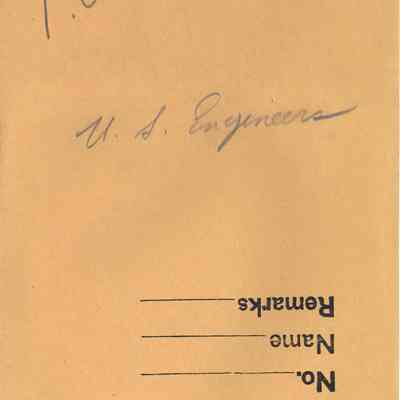 U. S. Engineers
No.
Name
Remarks